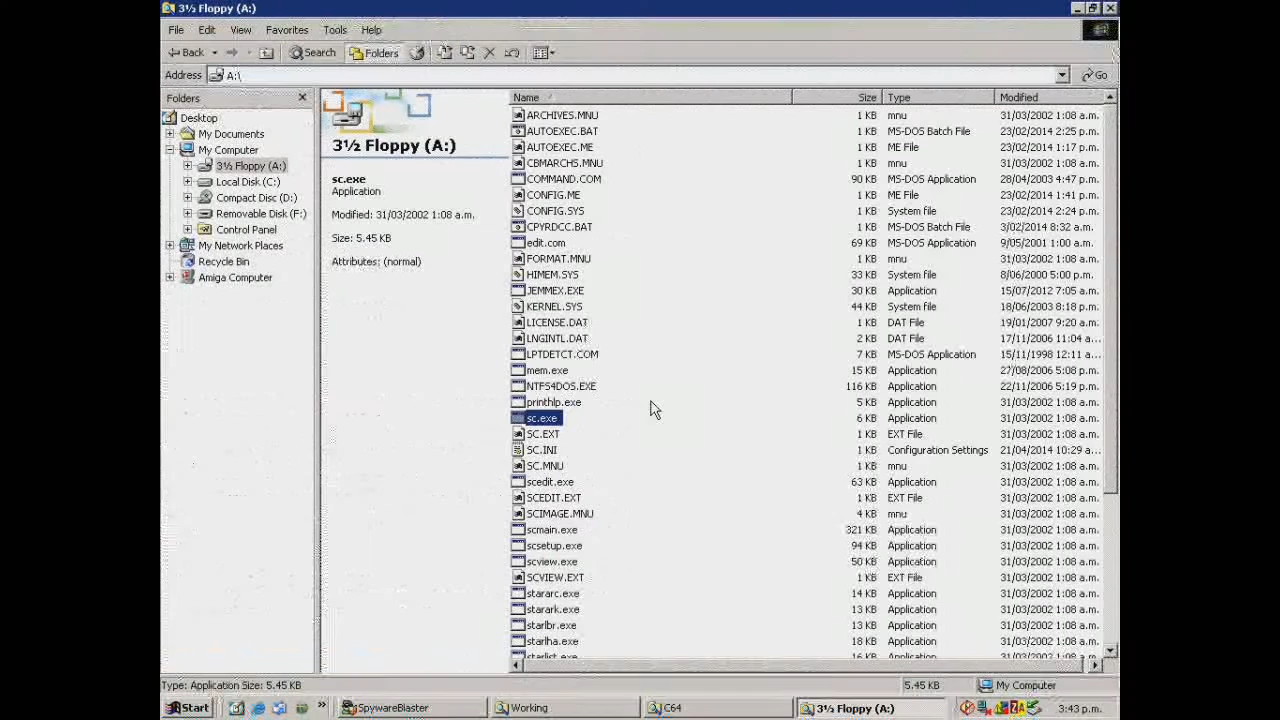 3½ Floppy (A:)
File Edit View Favorites Tools Help
Back Search Folders
Address A:\ Go
Folders
Desktop
My Documents
My Computer
3½ Floppy (A:)
Local Disk (C:)
Compact Disc (D:)
Removable Disk (F:)
Control Panel
My Network Places
Recycle Bin
Amiga Computer
3½ Floppy (A:)
sc.exe
Application
Modified: 31/03/2002 1:08 a.m.
Size: 5.45 KB
Attributes: (normal)
Name Size Type Modified
ARCHIVES.MNU 1 KB mnu 31/03/2002 1:08 a.m.
AUTOEXEC.BAT 1 KB MS-DOS Batch File 23/02/2014 2:25 p.m.
AUTOEXEC.ME 1 KB ME File 23/02/2014 1:17 p.m.
CBMARCHS.MNU 1 KB mnu 31/03/2002 1:08 a.m.
COMMAND.COM 90 KB MS-DOS Application 28/04/2003 4:47 p.m.
CONFIG.ME 1 KB ME File 23/02/2014 1:41 p.m.
CONFIG.SYS 1 KB System file 23/02/2014 2:24 p.m.
CPYRDCC.BAT 1 KB MS-DOS Batch File 3/02/2014 8:32 a.m.
edit.com 69 KB MS-DOS Application 9/05/2001 1:00 a.m.
FORMAT.MNU 1 KB mnu 31/03/2002 1:08 a.m.
HIMEM.SYS 33 KB System file 8/06/2000 5:00 p.m.
JEMMEX.EXE 30 KB Application 15/07/2012 7:05 a.m.
KERNEL.SYS 44 KB System file 18/06/2003 8:18 p.m.
LICENSE.DAT 1 KB DAT File 19/01/2007 9:20 a.m.
LNGINTL.DAT 2 KB DAT File 17/11/2006 11:04 a...
LPTDETCT.COM 7 KB MS-DOS Application 15/11/1998 12:11 a...
mem.exe 15 KB Application 27/08/2006 5:08 p.m.
NTFS4DOS.EXE 116 KB Application 22/11/2006 5:19 p.m.
printhlp.exe 5 KB Application 31/03/2002 1:08 a.m.
sc.exe 6 KB Application 31/03/2002 1:08 a.m.
SC.EXT 1 KB EXT File 31/03/2002 1:08 a.m.
SC.INI 1 KB Configuration Settings 21/04/2014 10:29 a...
SC.MNU 1 KB mnu 31/03/2002 1:08 a.m.
scedit.exe 63 KB Application 31/03/2002 1:08 a.m.
SCEDIT.EXT 1 KB EXT File 31/03/2002 1:08 a.m.
SCIMAGE.MNU 4 KB mnu 31/03/2002 1:08 a.m.
scmain.exe 321 KB Application 31/03/2002 1:08 a.m.
scsetup.exe 94 KB Application 31/03/2002 1:08 a.m.
scview.exe 50 KB Application 31/03/2002 1:08 a.m.
SCVIEW.EXT 1 KB EXT File 31/03/2002 1:08 a.m.
stararc.exe 14 KB Application 31/03/2002 1:08 a.m.
starark.exe 13 KB Application 31/03/2002 1:08 a.m.
starlbr.exe 13 KB Application 31/03/2002 1:08 a.m.
starlha.exe 18 KB Application 31/03/2002 1:08 a.m.
starlist.exe 16 KB Application 31/03/2002 1:08 a.m.
Type: Application Size: 5.45 KB 5.45 KB My Computer
Start » SpywareBlaster Working C64 3½ Floppy (A:) 3:43 p.m.